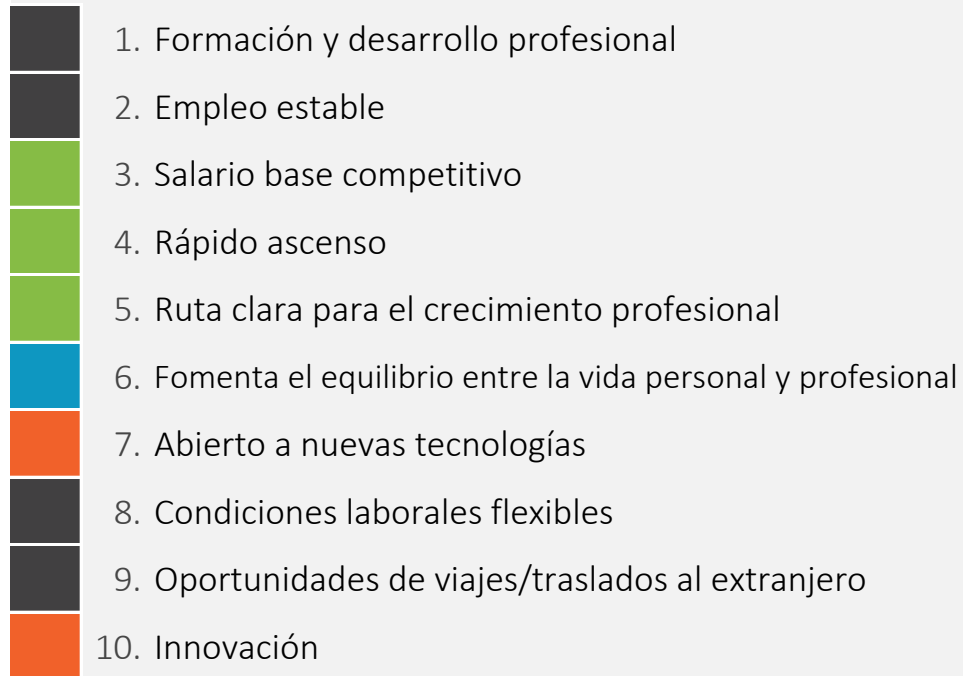 1. Formación y desarrollo profesional
2. Empleo estable
3. Salario base competitivo
4. Rápido ascenso
5. Ruta clara para el crecimiento profesional
6. Fomenta el equilibrio entre la vida personal y profesional
7. Abierto a nuevas tecnologías
8. Condiciones laborales flexibles
9. Oportunidades de viajes/traslados al extranjero
10. Innovación